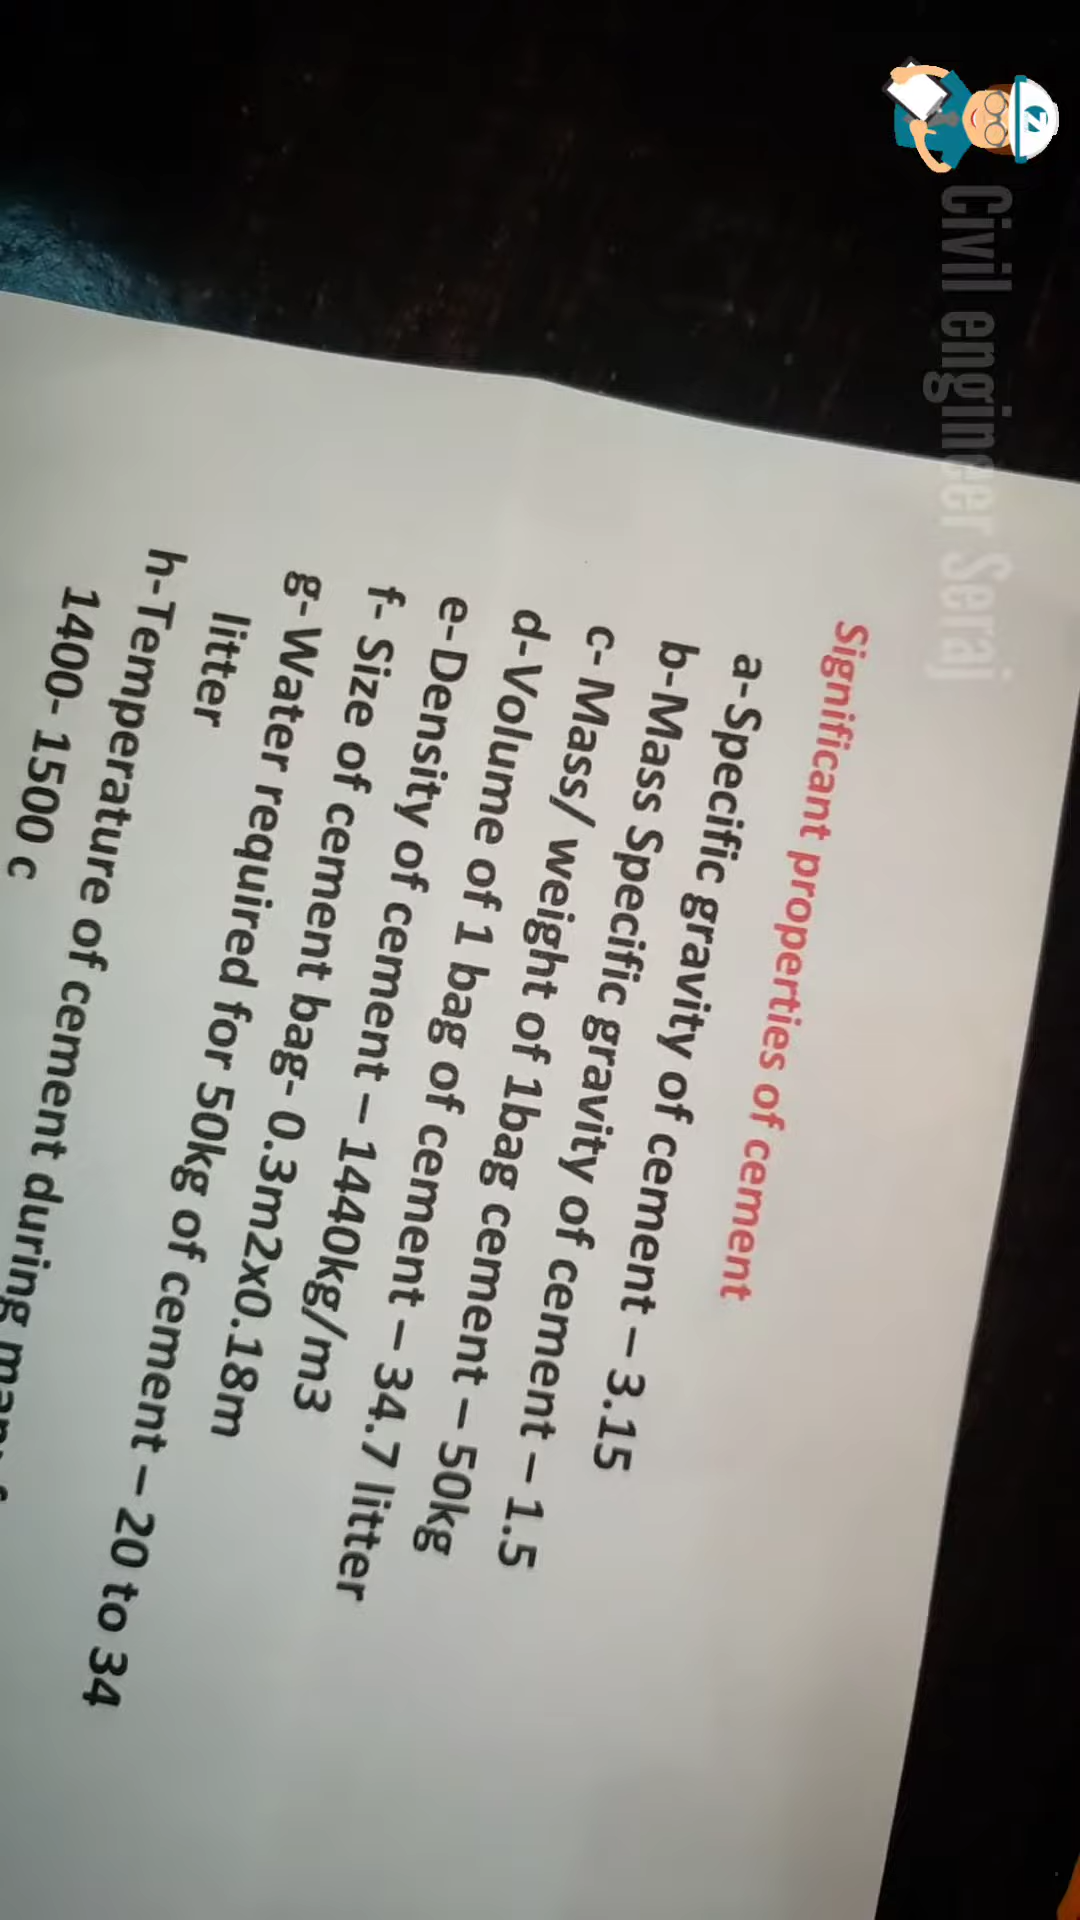 Civil engineer Seraj
Significant properties of cement
a-Specific gravity of cement – 3.15
b-Mass Specific gravity of cement – 1.5
c- Mass/ weight of 1bag cement – 50kg
d-Volume of 1 bag of cement – 34.7 litter
e-Density of cement – 1440kg/m3
f- Size of cement bag- 0.3m2x0.18m
g- Water required for 50kg of cement – 20 to 34
litter
h-Temperature of cement during
1400- 1500 c